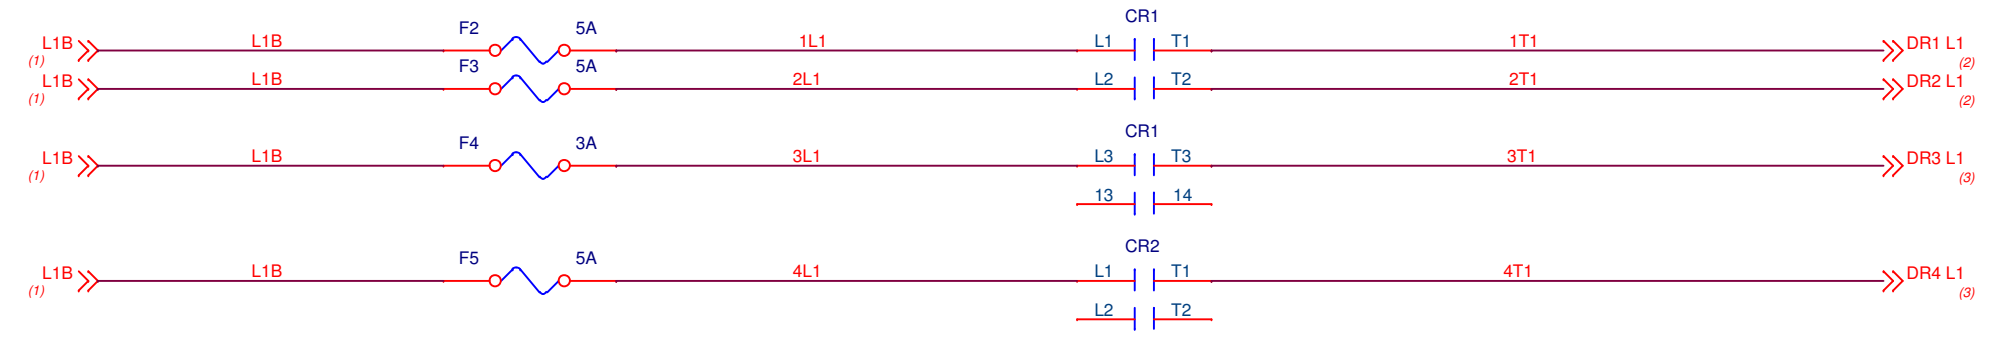 CR1
F2 5A
L1B L1B 1L1 L1 T1 1T1 DR1 L1
(1) (2)
F3 5A
L1B L1B 2L1 L2 T2 2T1 DR2 L1
(1) (2)
CR1
F4 3A
L1B L1B 3L1 L3 T3 3T1 DR3 L1
(1) (3)
13 14
CR2
F5 5A
L1B L1B 4L1 L1 T1 4T1 DR4 L1
(1) (3)
L2 T2